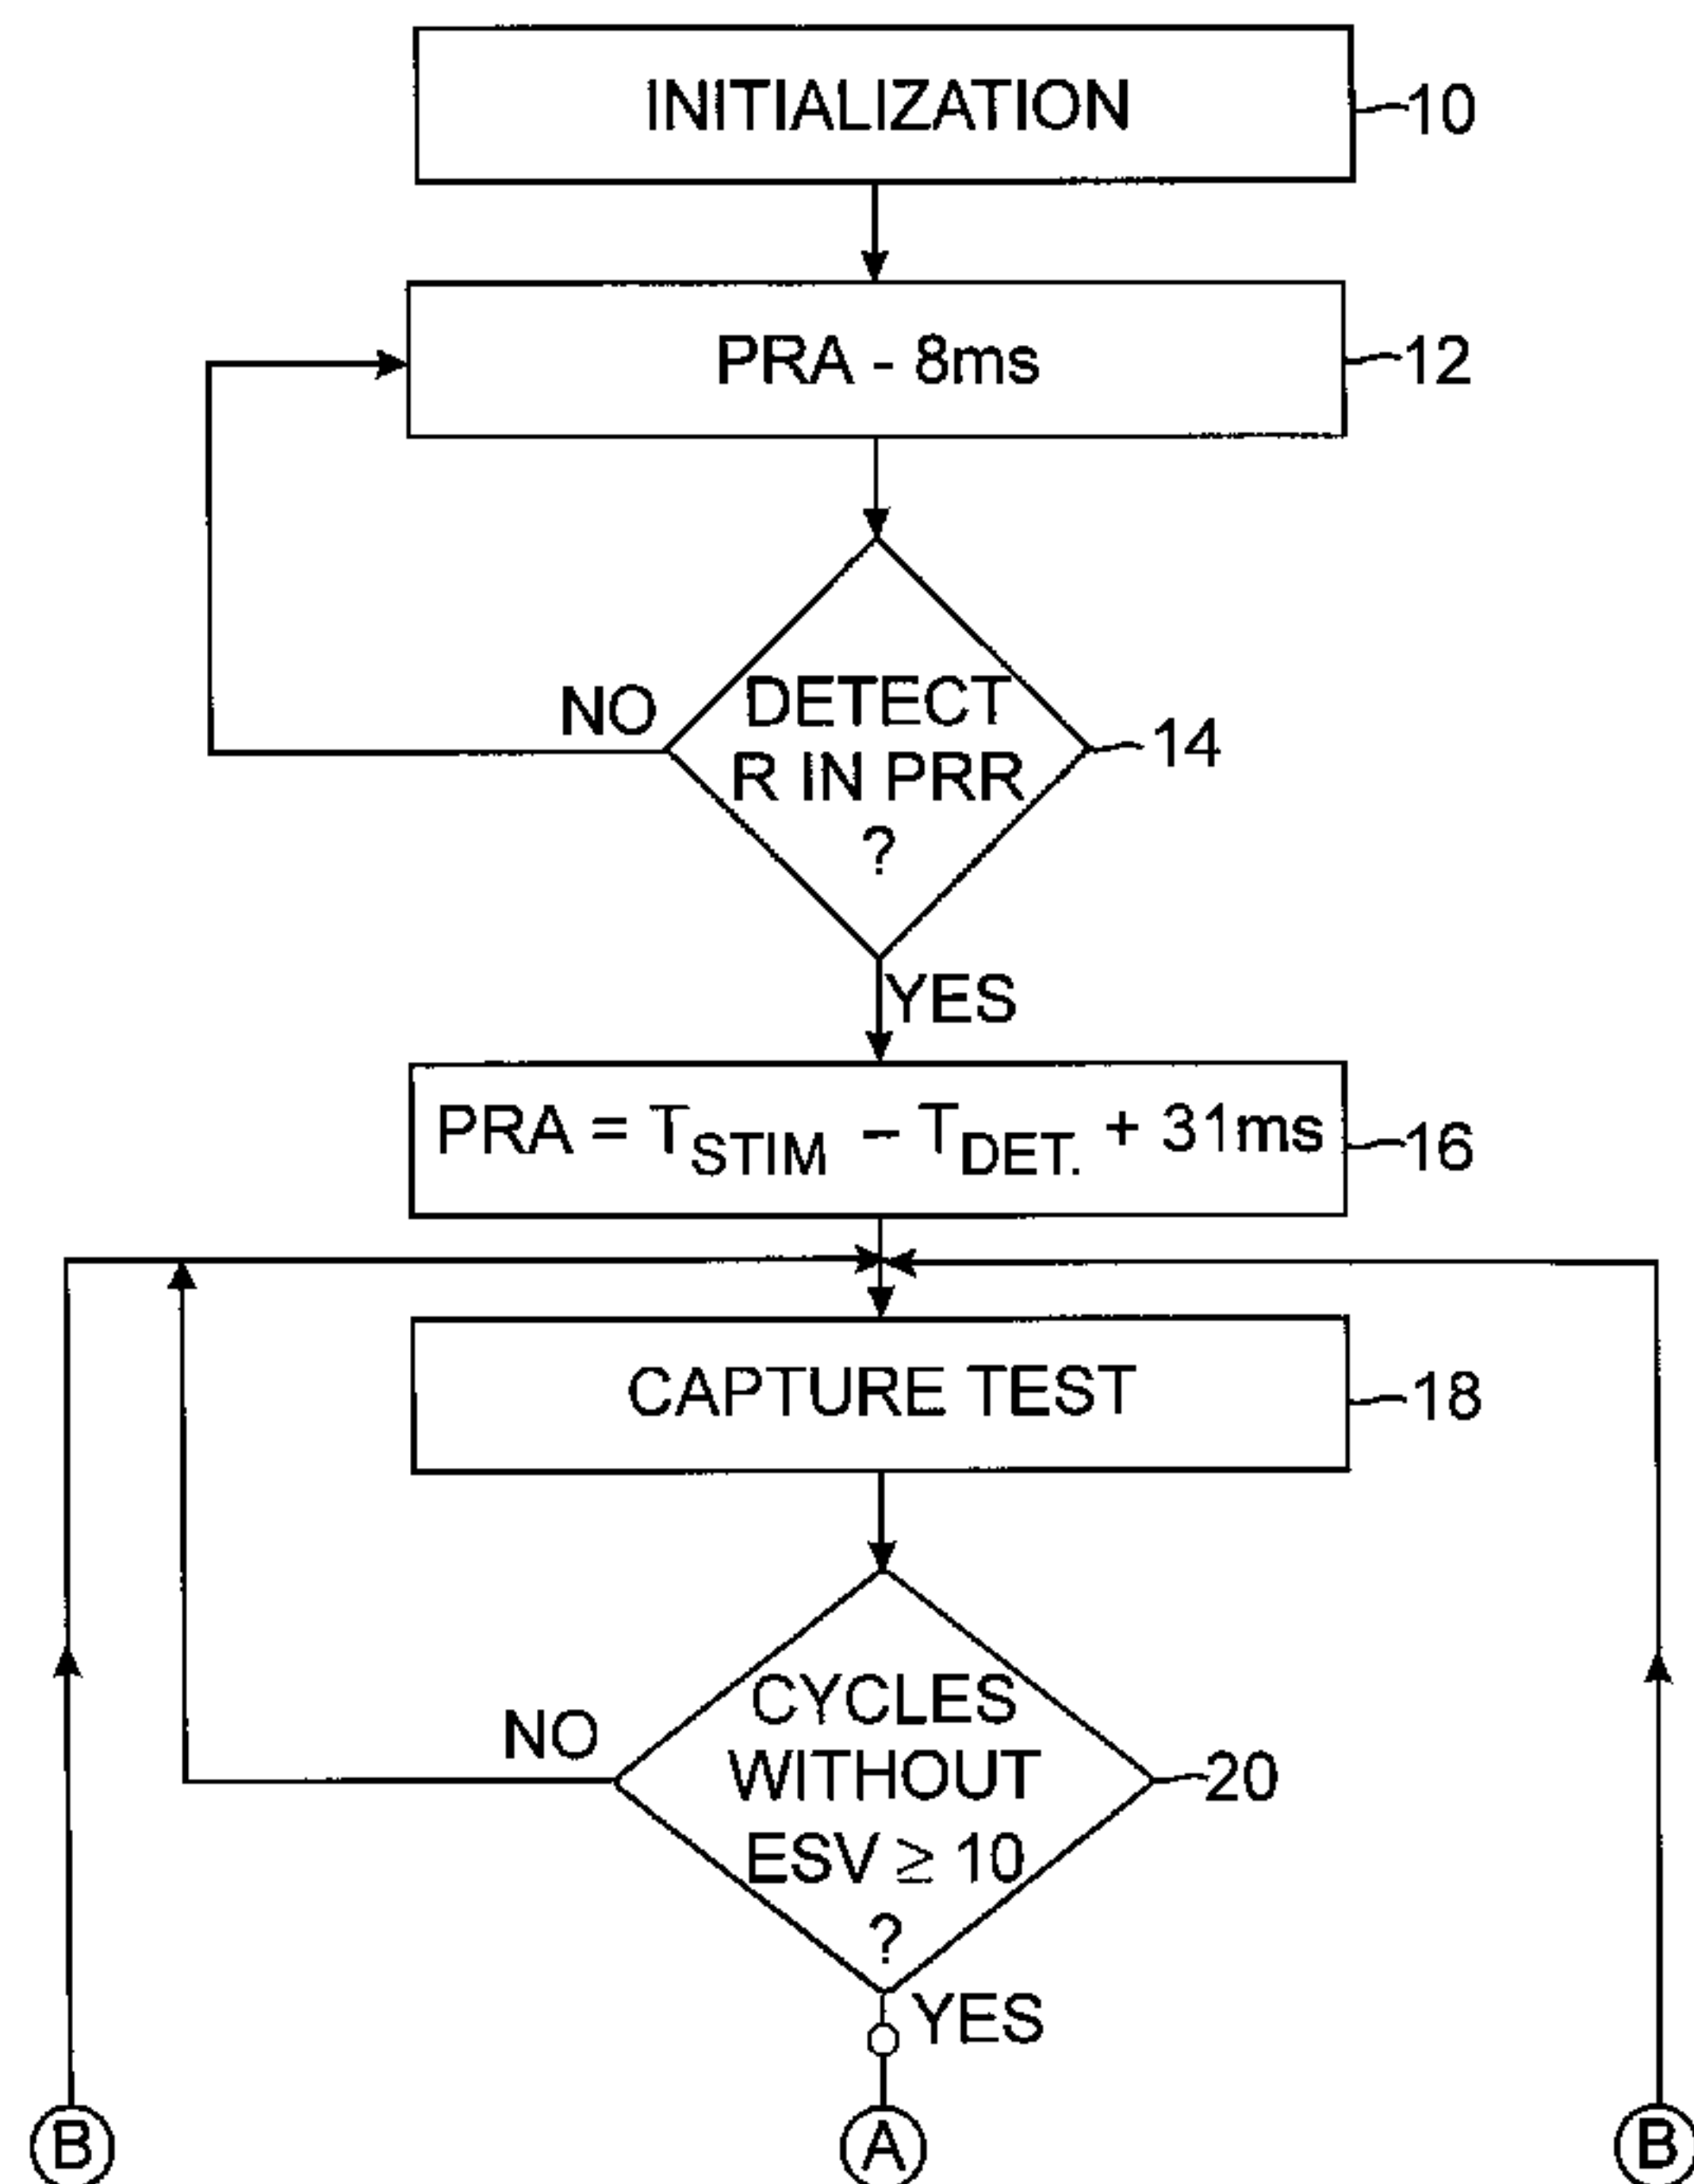 INITIALIZATION
10
PRA - 8ms
12
NO
DETECT
R IN PRR
?
14
YES
PRA = TSTIM – TDET. + 31ms
16
CAPTURE TEST
18
NO
CYCLES
WITHOUT
ESV ≥ 10
?
20
YES
B
A
B